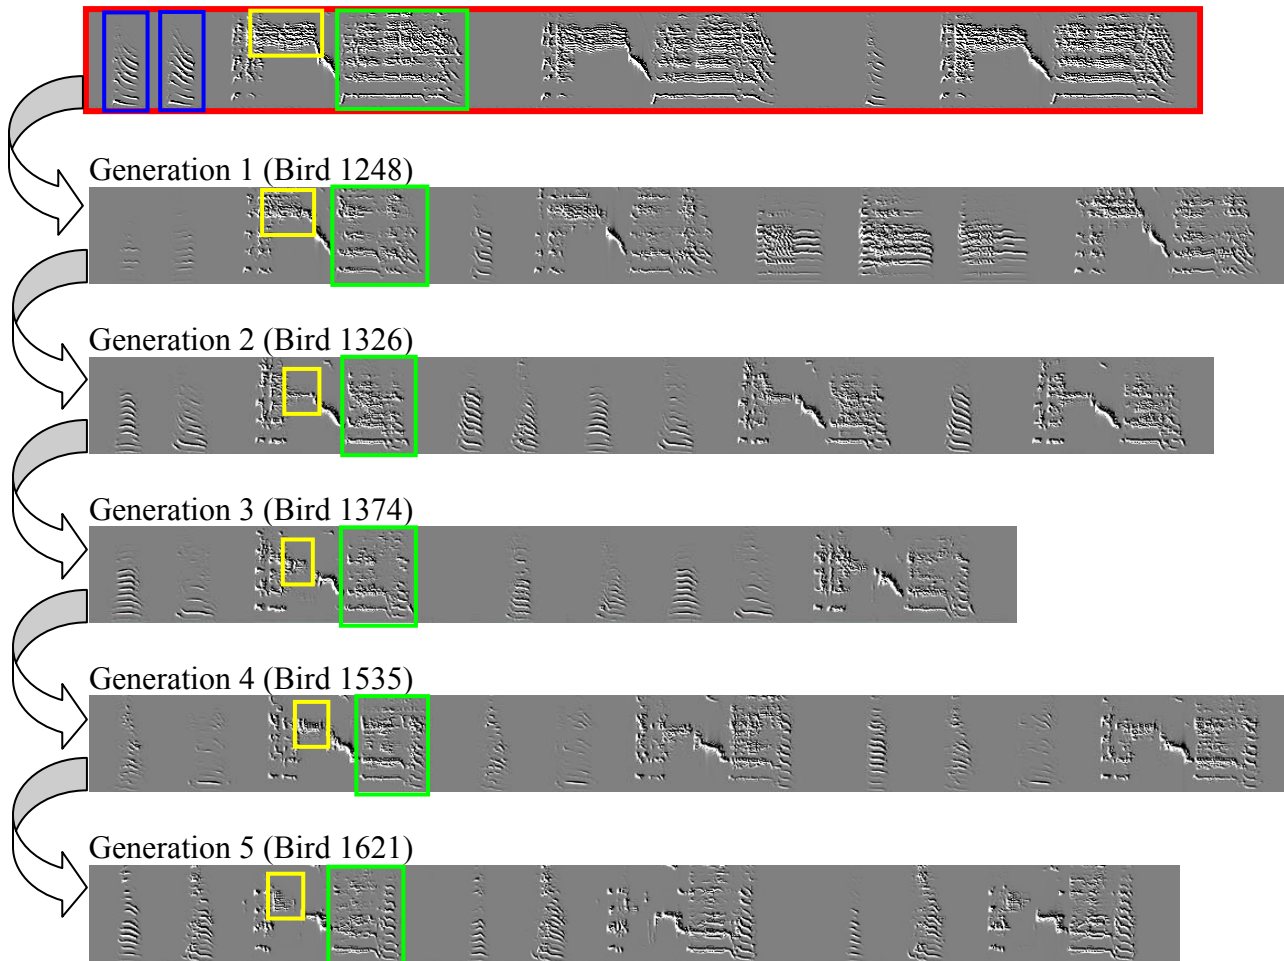 Generation 1 (Bird 1248)
Generation 2 (Bird 1326)
Generation 3 (Bird 1374)
Generation 4 (Bird 1535)
Generation 5 (Bird 1621)